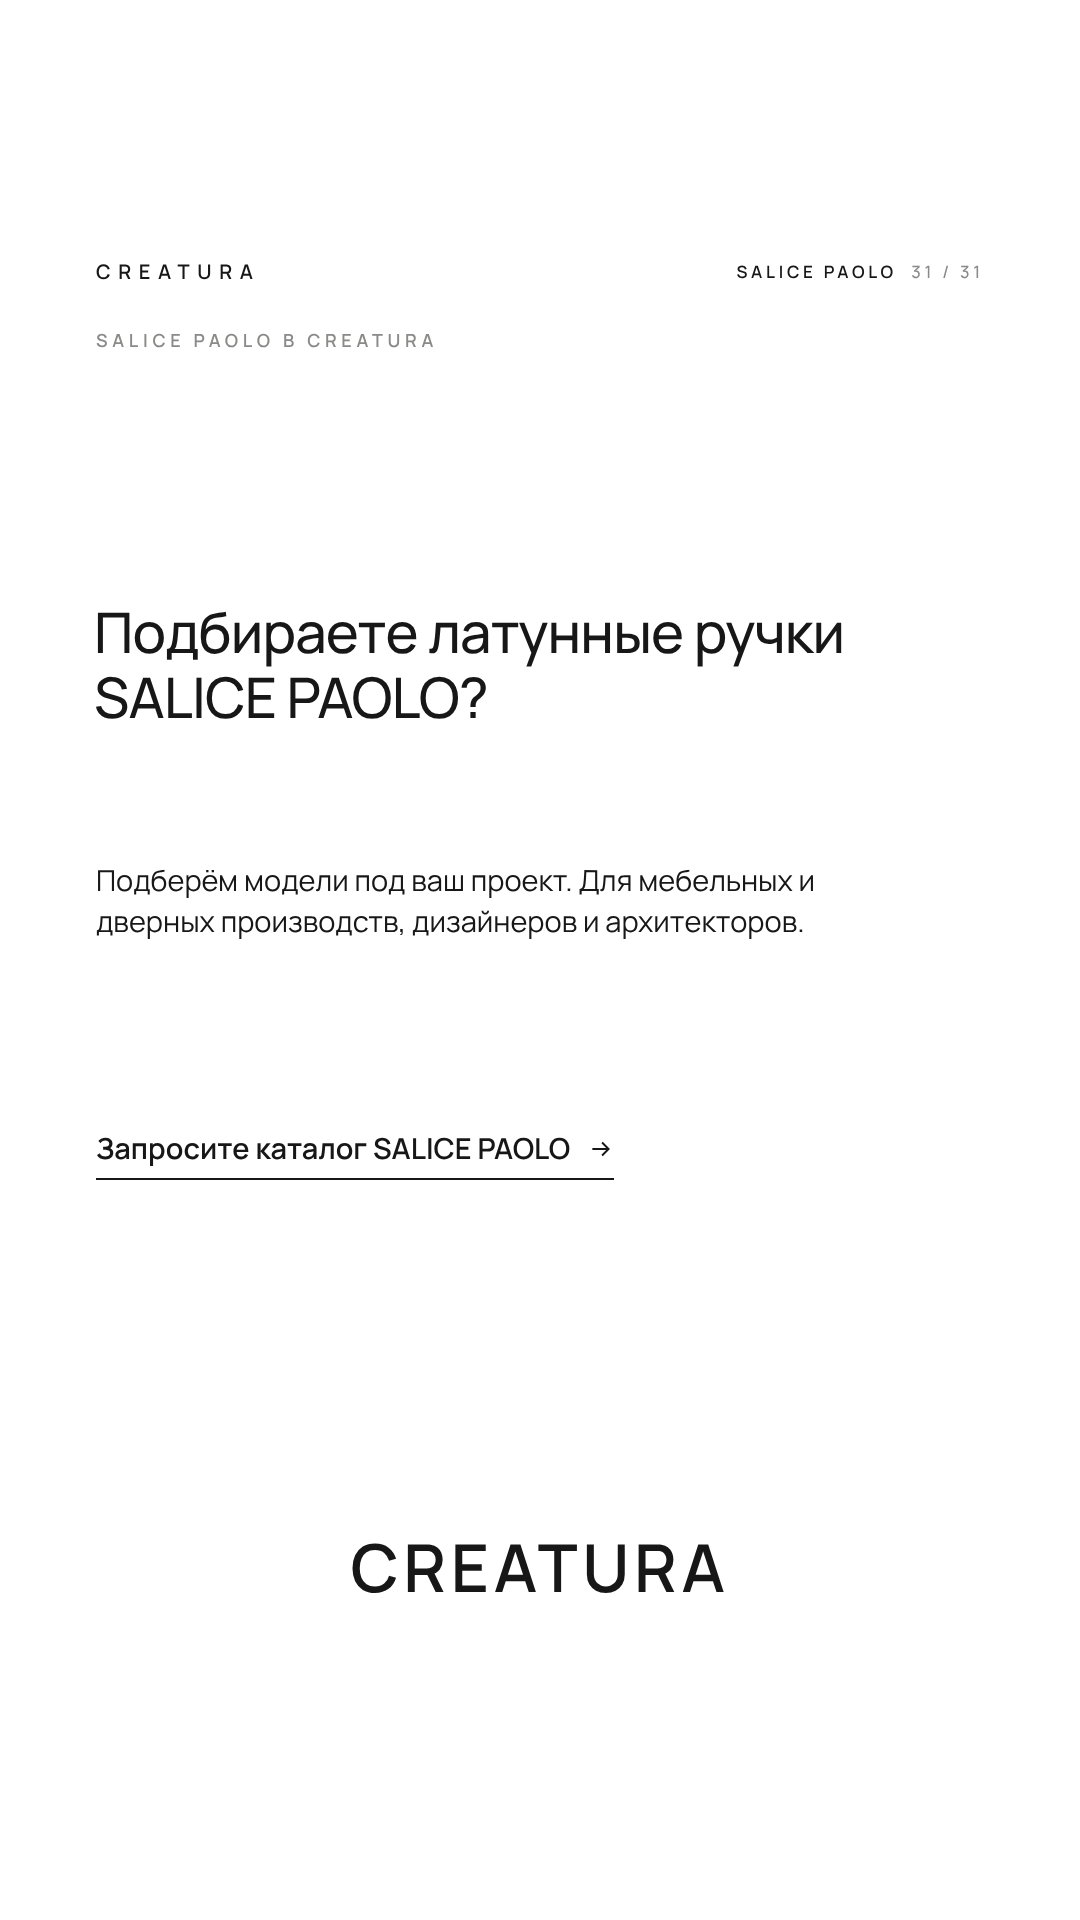 CREATURA
SALICE PAOLO 31 / 31
SALICE PAOLO В CREATURA
Подбираете латунные ручки
SALICE PAOLO?
Подберём модели под ваш проект. Для мебельных и
дверных производств, дизайнеров и архитекторов.
Запросите каталог SALICE PAOLO →
CREATURA